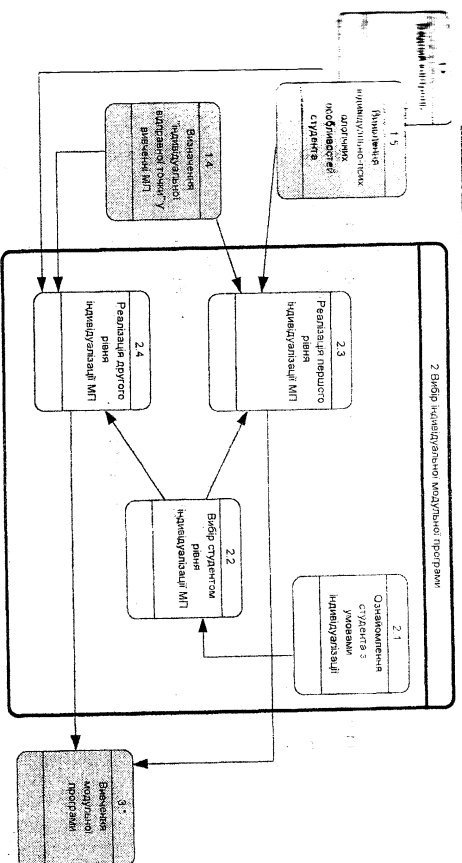 1.5
Виявлення
індивідуально-псих
ологічних
особливостей
студента
1.4
Визначення
"індивідуальної
відправної точки" у
вивченні МП
2 Вибір індивідуальної модульної програми
2.3
Реалізація першого
рівня
індивідуалізації МП
2.4
Реалізація другого
рівня
індивідуалізації МП
2.2
Вибір студентом
рівня
індивідуалізації МП
2.1
Ознайомлення
студента з
умовами
індивідуалізації
3.*
Вивчення
модульної
програми